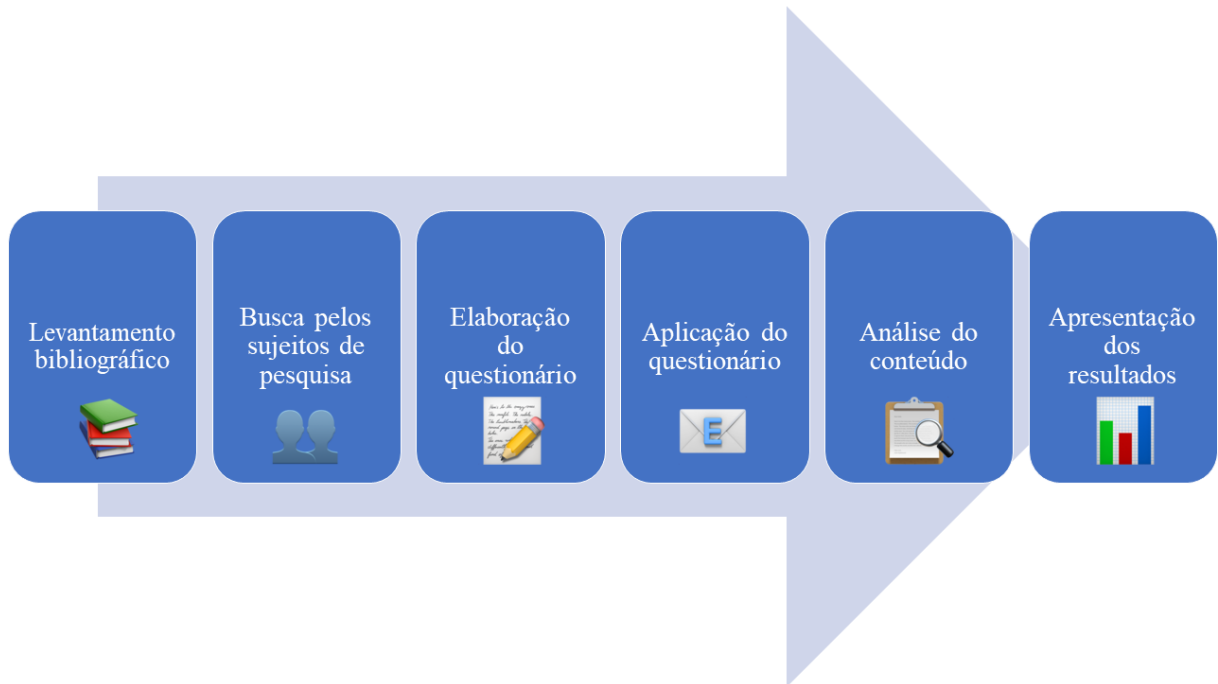 Levantamento
bibliográfico
Busca pelos
sujeitos de
pesquisa
Elaboração
do
questionário
Aplicação do
questionário
E
Análise do
conteúdo
Apresentação
dos
resultados